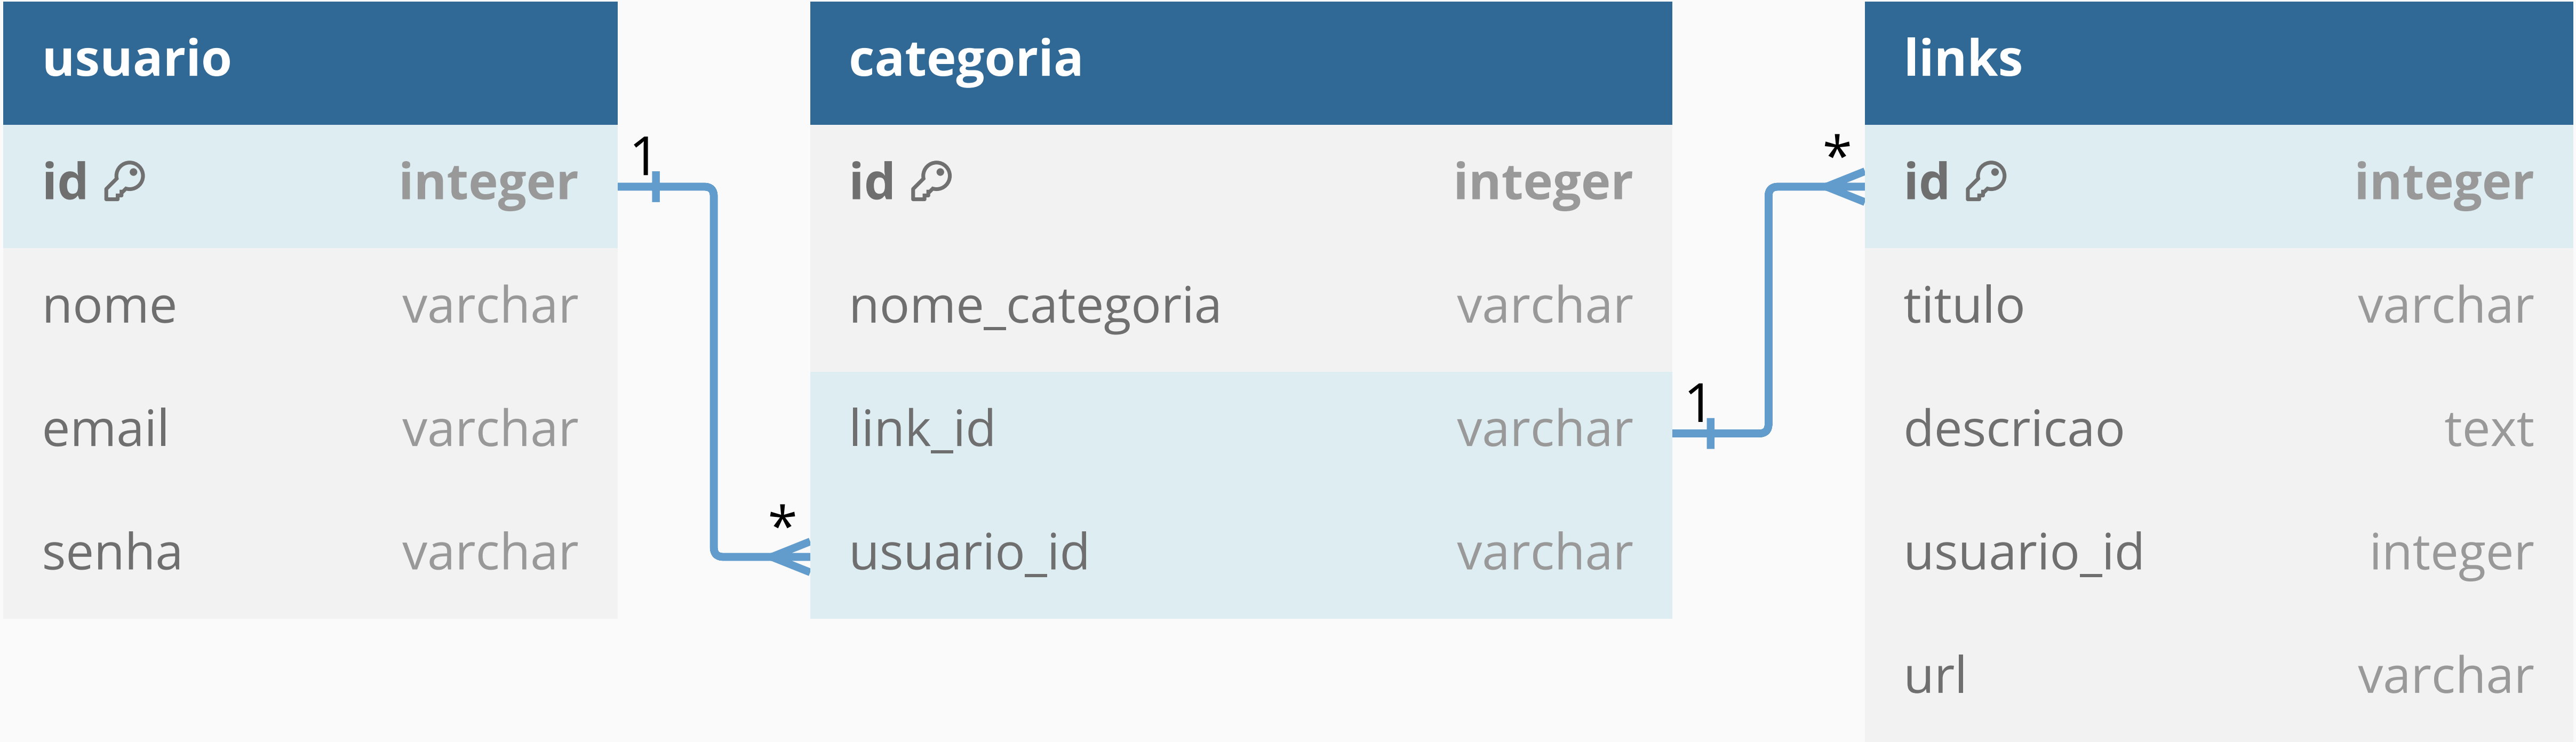 usuario
id integer
nome varchar
email varchar
senha varchar
1
*
categoria
id integer
nome_categoria varchar
link_id varchar
usuario_id varchar
1
*
links
id integer
titulo varchar
descricao text
usuario_id integer
url varchar